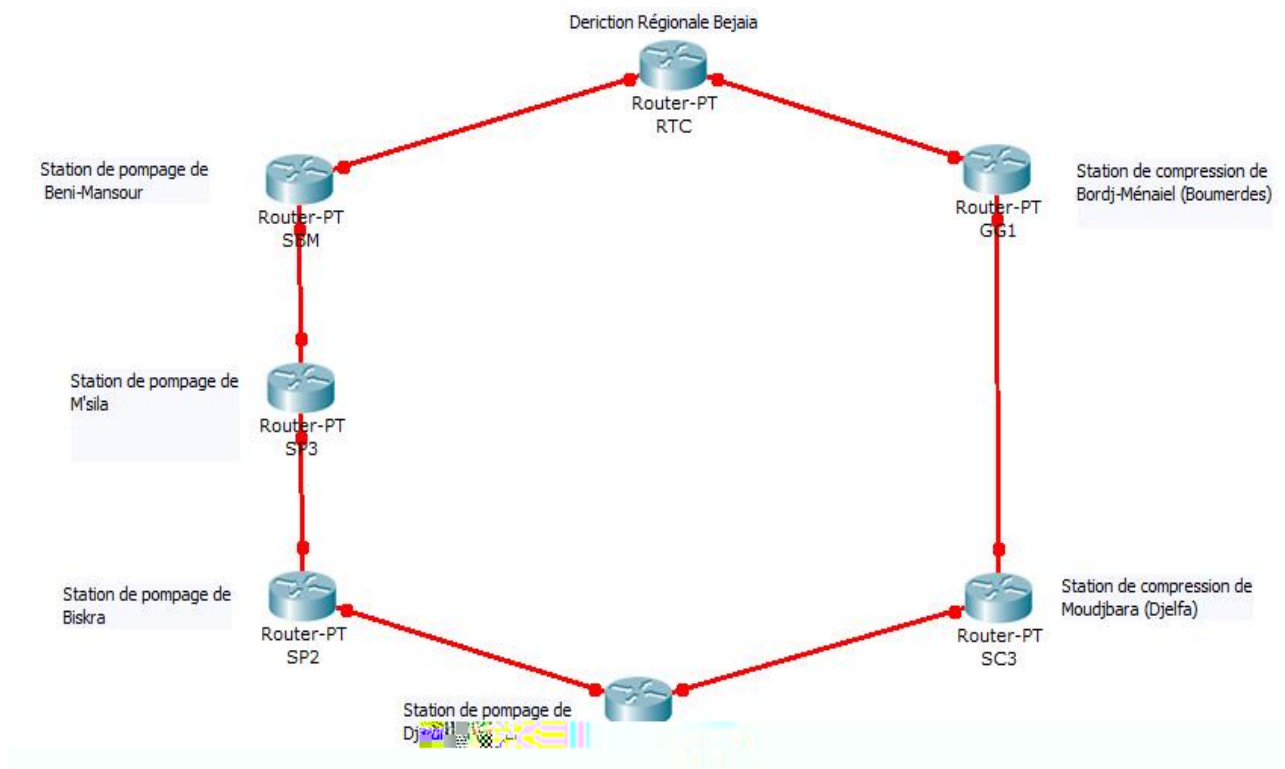 Deriction Régionale Bejaia
Router-PT
RTC
Station de pompage de
Beni-Mansour
Router-PT
SBM
Station de compression de
Bordj-Ménaiel (Boumerdes)
Router-PT
GG1
Station de pompage de
M'sila
Router-PT
SP3
Station de pompage de
Biskra
Router-PT
SP2
Station de compression de
Moudjbara (Djelfa)
Router-PT
SC3
Station de pompage de